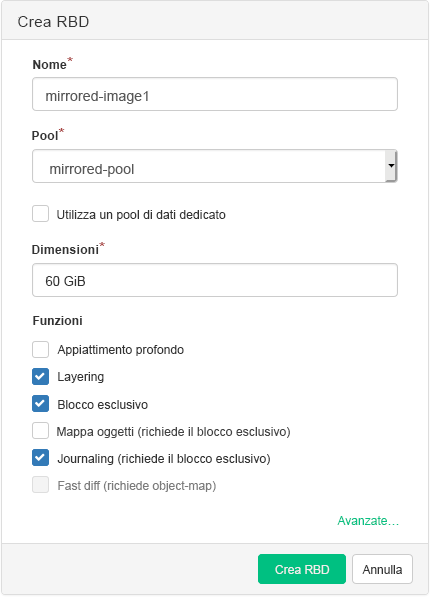 Crea RBD
Nome*
mirrored-image1
Pool*
mirrored-pool
Utilizza un pool di dati dedicato
Dimensioni*
60 GiB
Funzioni
Appiattimento profondo
Layering
Blocco esclusivo
Mappa oggetti (richiede il blocco esclusivo)
Journaling (richiede il blocco esclusivo)
Fast diff (richiede object-map)
Avanzate...
Crea RBD Annulla